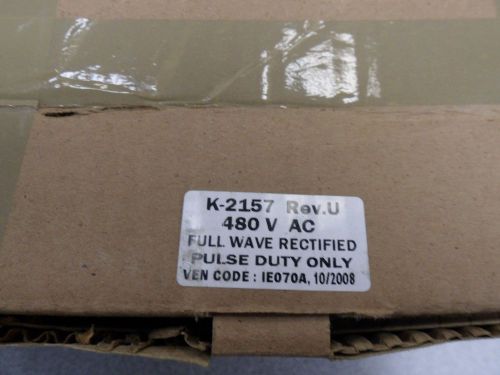 K-2157 Rev.U
480 V AC
FULL WAVE RECTIFIED
PULSE DUTY ONLY
VEN CODE : IE070A, 10/2008